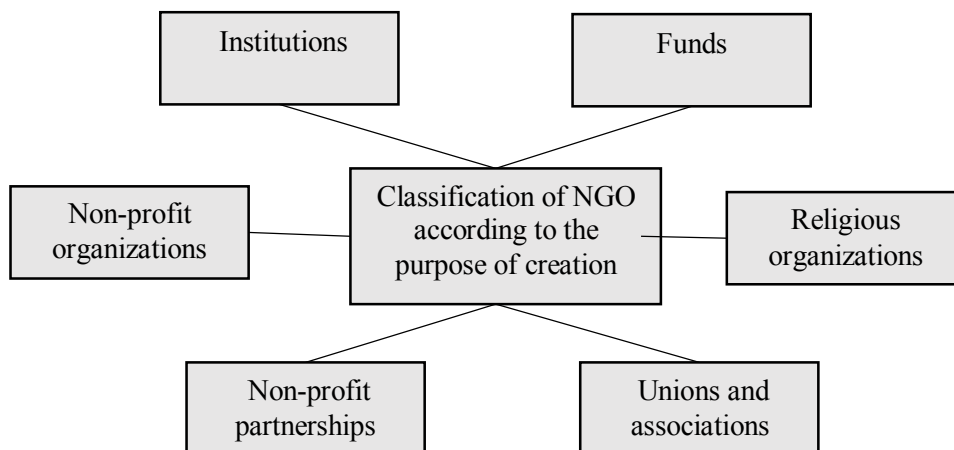 Institutions
Funds
Classification of NGO
according to the
purpose of creation
Non-profit
organizations
Religious
organizations
Non-profit
partnerships
Unions and
associations